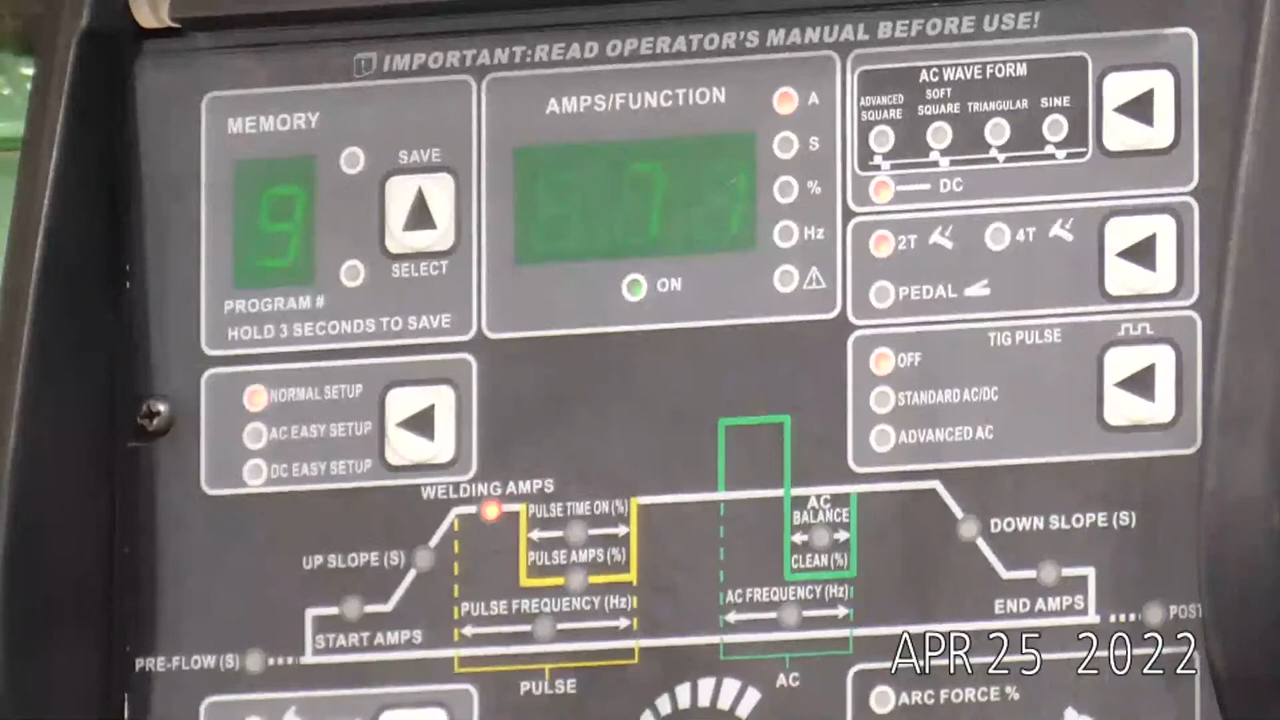 IMPORTANT:READ OPERATOR'S MANUAL BEFORE USE!
MEMORY
SAVE
9
SELECT
PROGRAM #
HOLD 3 SECONDS TO SAVE
AMPS/FUNCTION
71
A
S
%
Hz
ON
AC WAVE FORM
ADVANCED SQUARE
SOFT SQUARE
TRIANGULAR
SINE
DC
2T
4T
PEDAL
TIG PULSE
OFF
STANDARD AC/DC
ADVANCED AC
NORMAL SETUP
AC EASY SETUP
DC EASY SETUP
WELDING AMPS
PULSE TIME ON (%)
PULSE AMPS (%)
UP SLOPE (S)
PULSE FREQUENCY (Hz)
START AMPS
PRE-FLOW (S)
PULSE
AC BALANCE
CLEAN (%)
AC FREQUENCY (Hz)
AC
DOWN SLOPE (S)
END AMPS
POST
APR 25 2022
ARC FORCE %